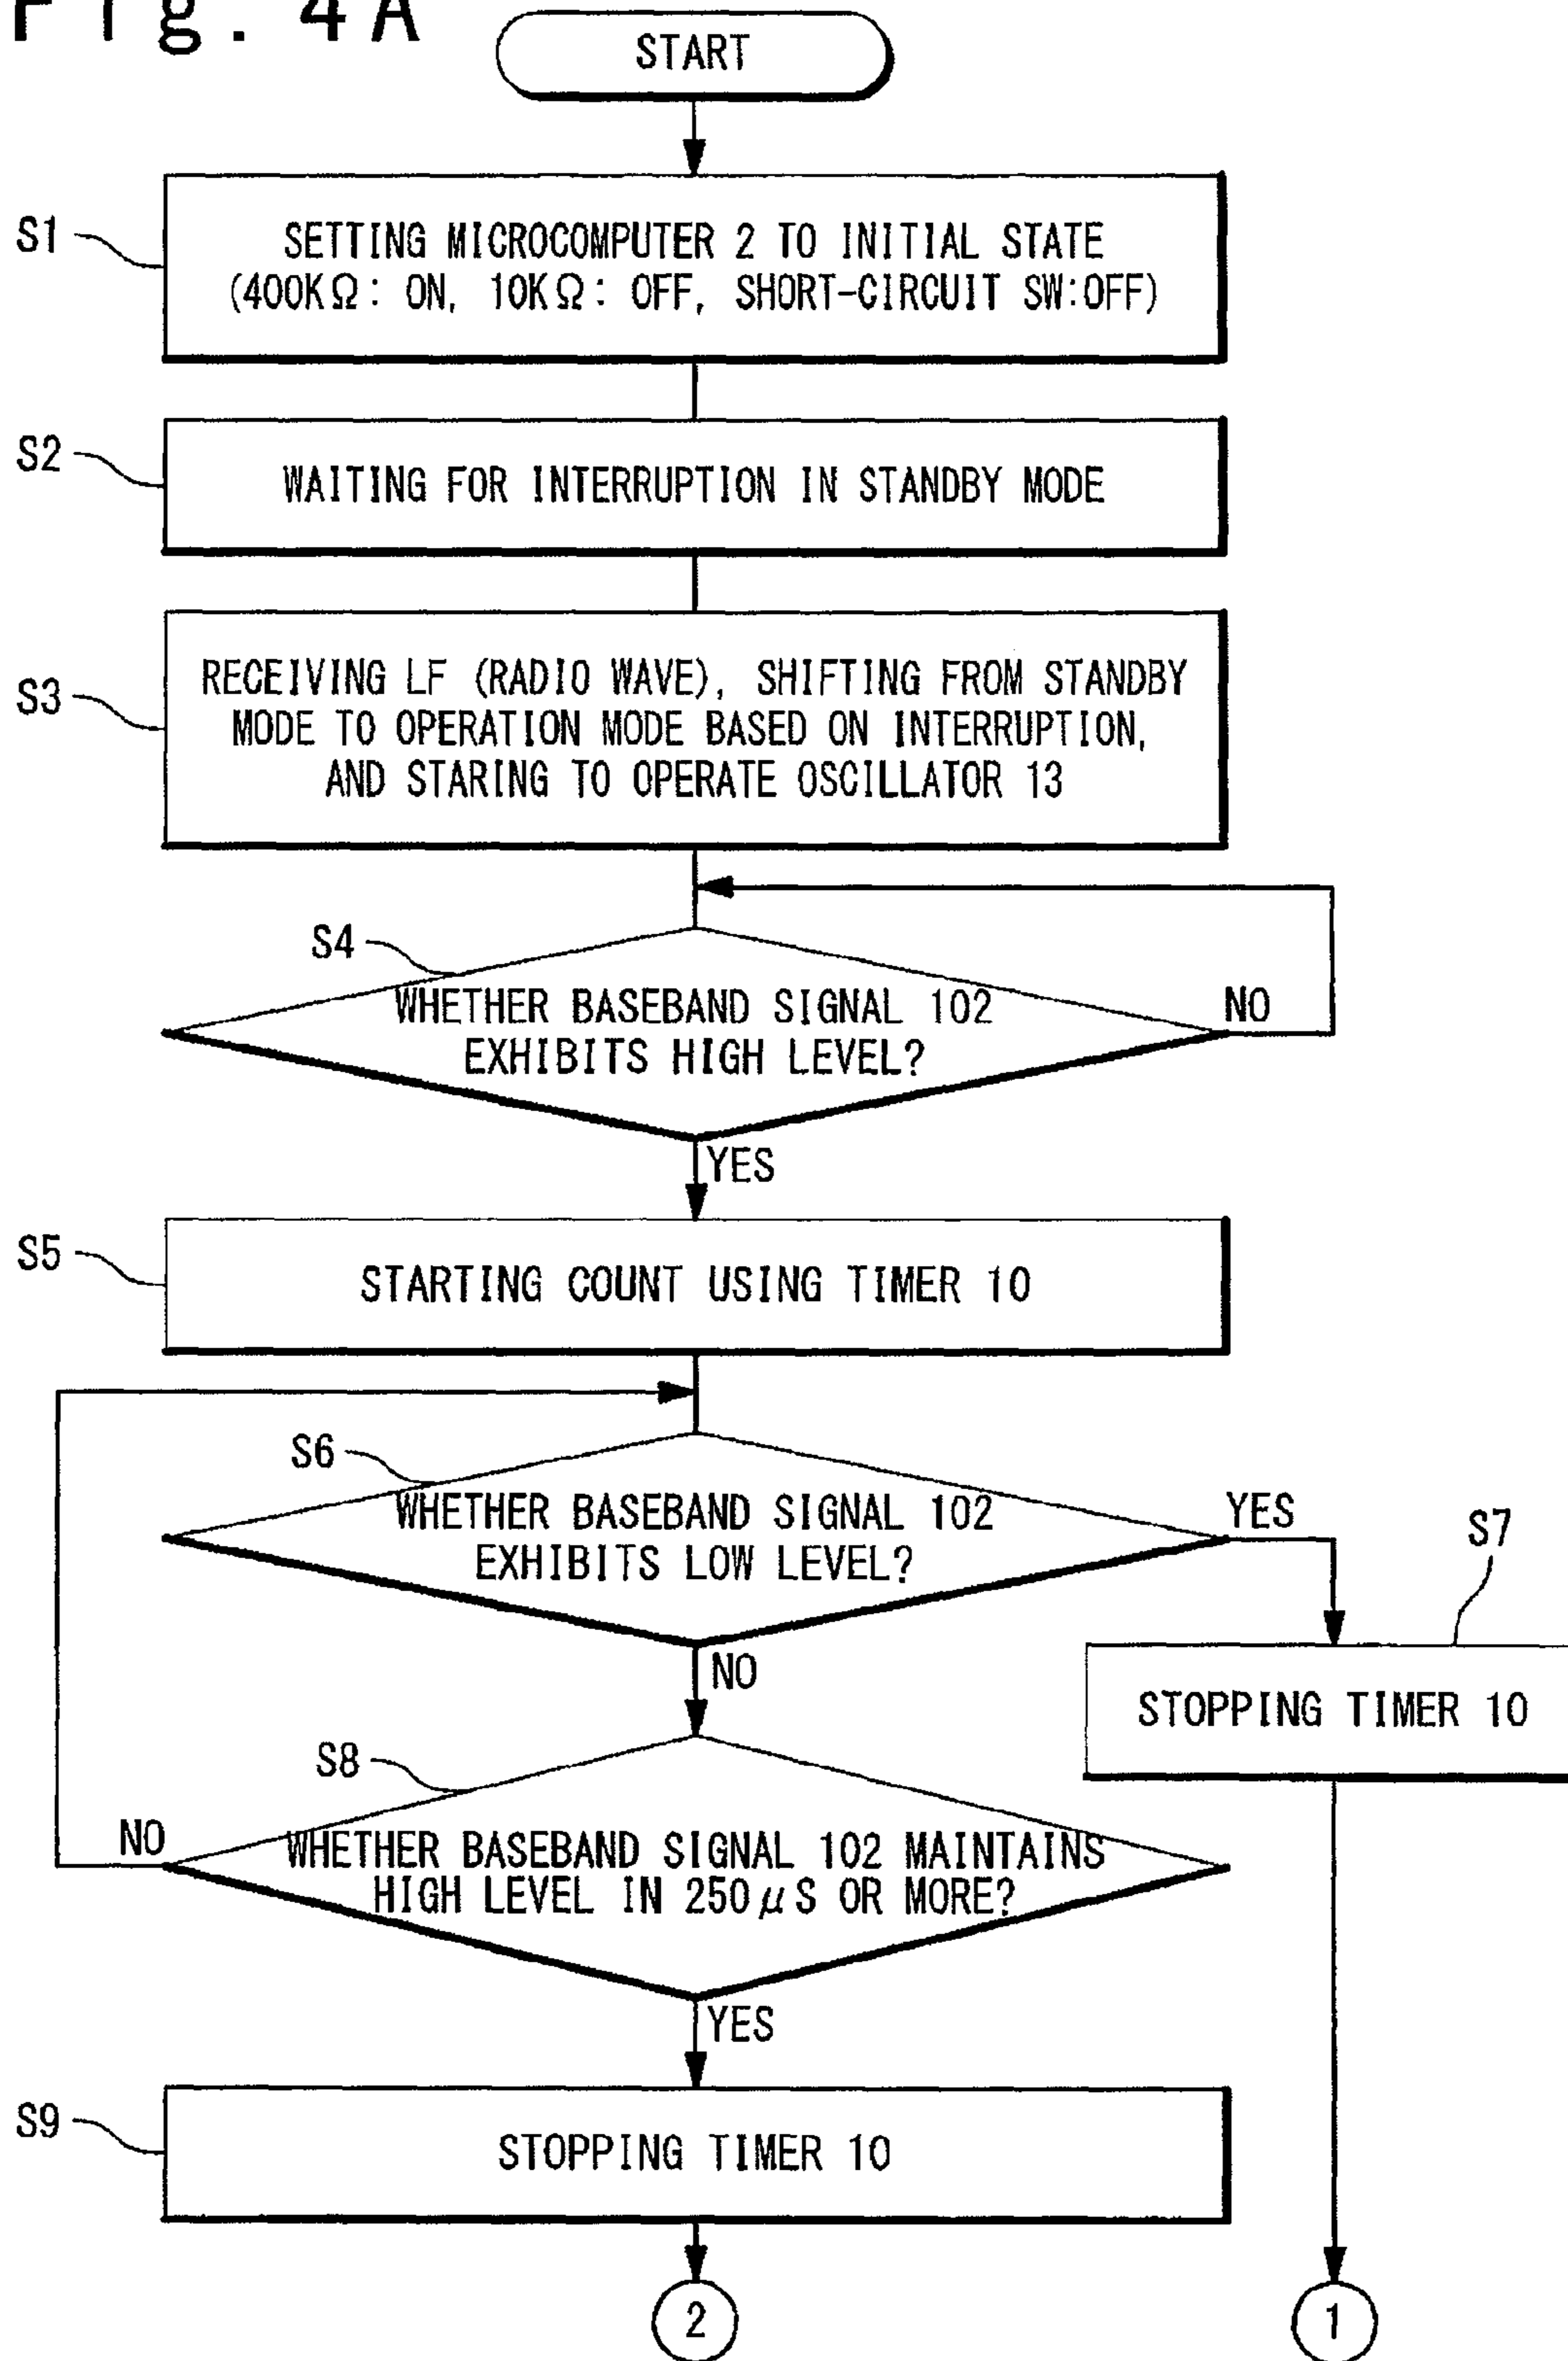 Fig. 4A
START
S1
SETTING MICROCOMPUTER 2 TO INITIAL STATE
(400KΩ: ON, 10KΩ: OFF, SHORT-CIRCUIT SW:OFF)
S2
WAITING FOR INTERRUPTION IN STANDBY MODE
S3
RECEIVING LF (RADIO WAVE), SHIFTING FROM STANDBY
MODE TO OPERATION MODE BASED ON INTERRUPTION,
AND STARING TO OPERATE OSCILLATOR 13
S4
WHETHER BASEBAND SIGNAL 102
EXHIBITS HIGH LEVEL?
NO
YES
S5
STARTING COUNT USING TIMER 10
S6
WHETHER BASEBAND SIGNAL 102
EXHIBITS LOW LEVEL?
YES
S7
NO
STOPPING TIMER 10
S8
NO
WHETHER BASEBAND SIGNAL 102 MAINTAINS
HIGH LEVEL IN 250μS OR MORE?
YES
S9
STOPPING TIMER 10
2
1